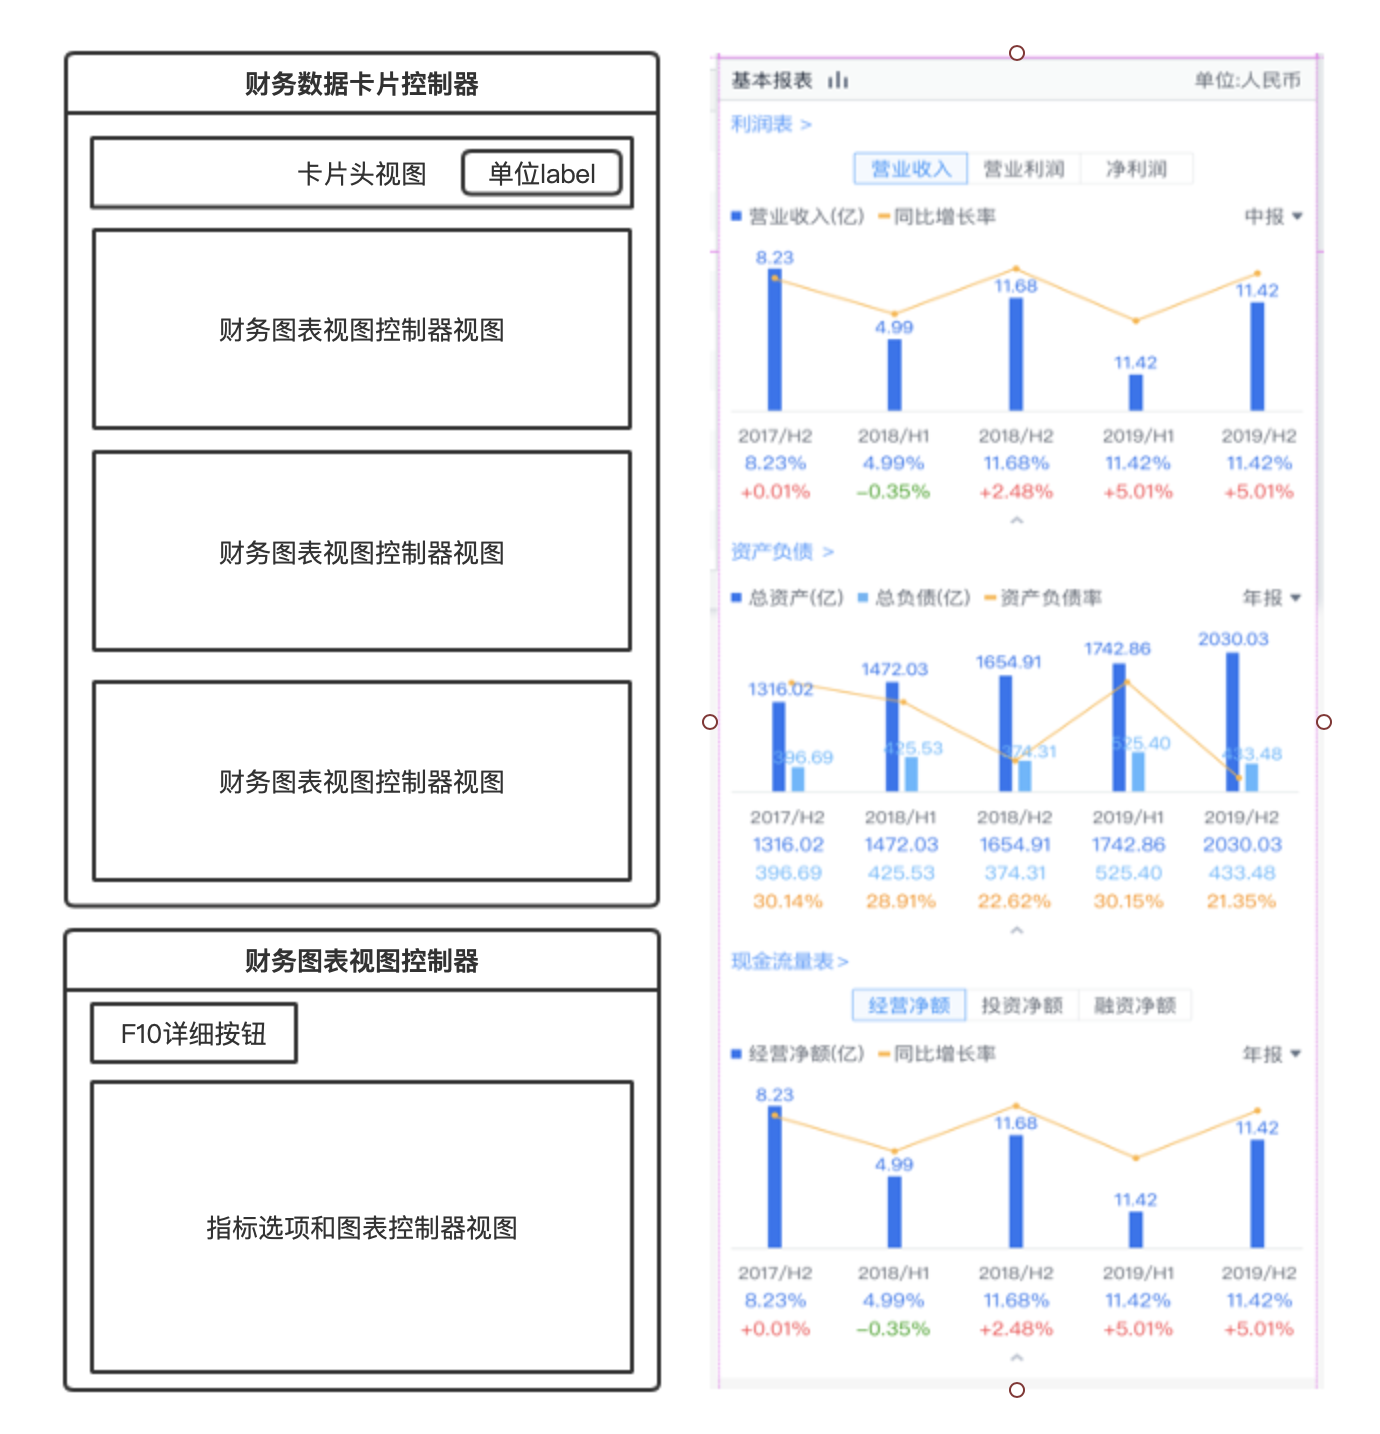 财务数据卡片控制器
卡片头视图
单位label
财务图表视图控制器视图
财务图表视图控制器视图
财务图表视图控制器视图
财务图表视图控制器
F10详细按钮
指标选项和图表控制器视图
基本报表
单位:人民币
利润表 >
营业收入 营业利润 净利润
营业收入(亿) 同比增长率 中报
8.23 4.99 11.68 11.42 11.42
2017/H2 2018/H1 2018/H2 2019/H1 2019/H2
8.23% 4.99% 11.68% 11.42% 11.42%
+0.01% -0.35% +2.48% +5.01% +5.01%
资产负债 >
总资产(亿) 总负债(亿) 资产负债率 年报
1316.02 1472.03 1654.91 1742.86 2030.03
396.69 425.53 374.31 525.40 433.48
2017/H2 2018/H1 2018/H2 2019/H1 2019/H2
1316.02 1472.03 1654.91 1742.86 2030.03
396.69 425.53 374.31 525.40 433.48
30.14% 28.91% 22.62% 30.15% 21.35%
现金流量表>
经营净额 投资净额 融资净额
经营净额(亿) 同比增长率 年报
8.23 4.99 11.68 11.42 11.42
2017/H2 2018/H1 2018/H2 2019/H1 2019/H2
8.23% 4.99% 11.68% 11.42% 11.42%
+0.01% -0.35% +2.48% +5.01% +5.01%